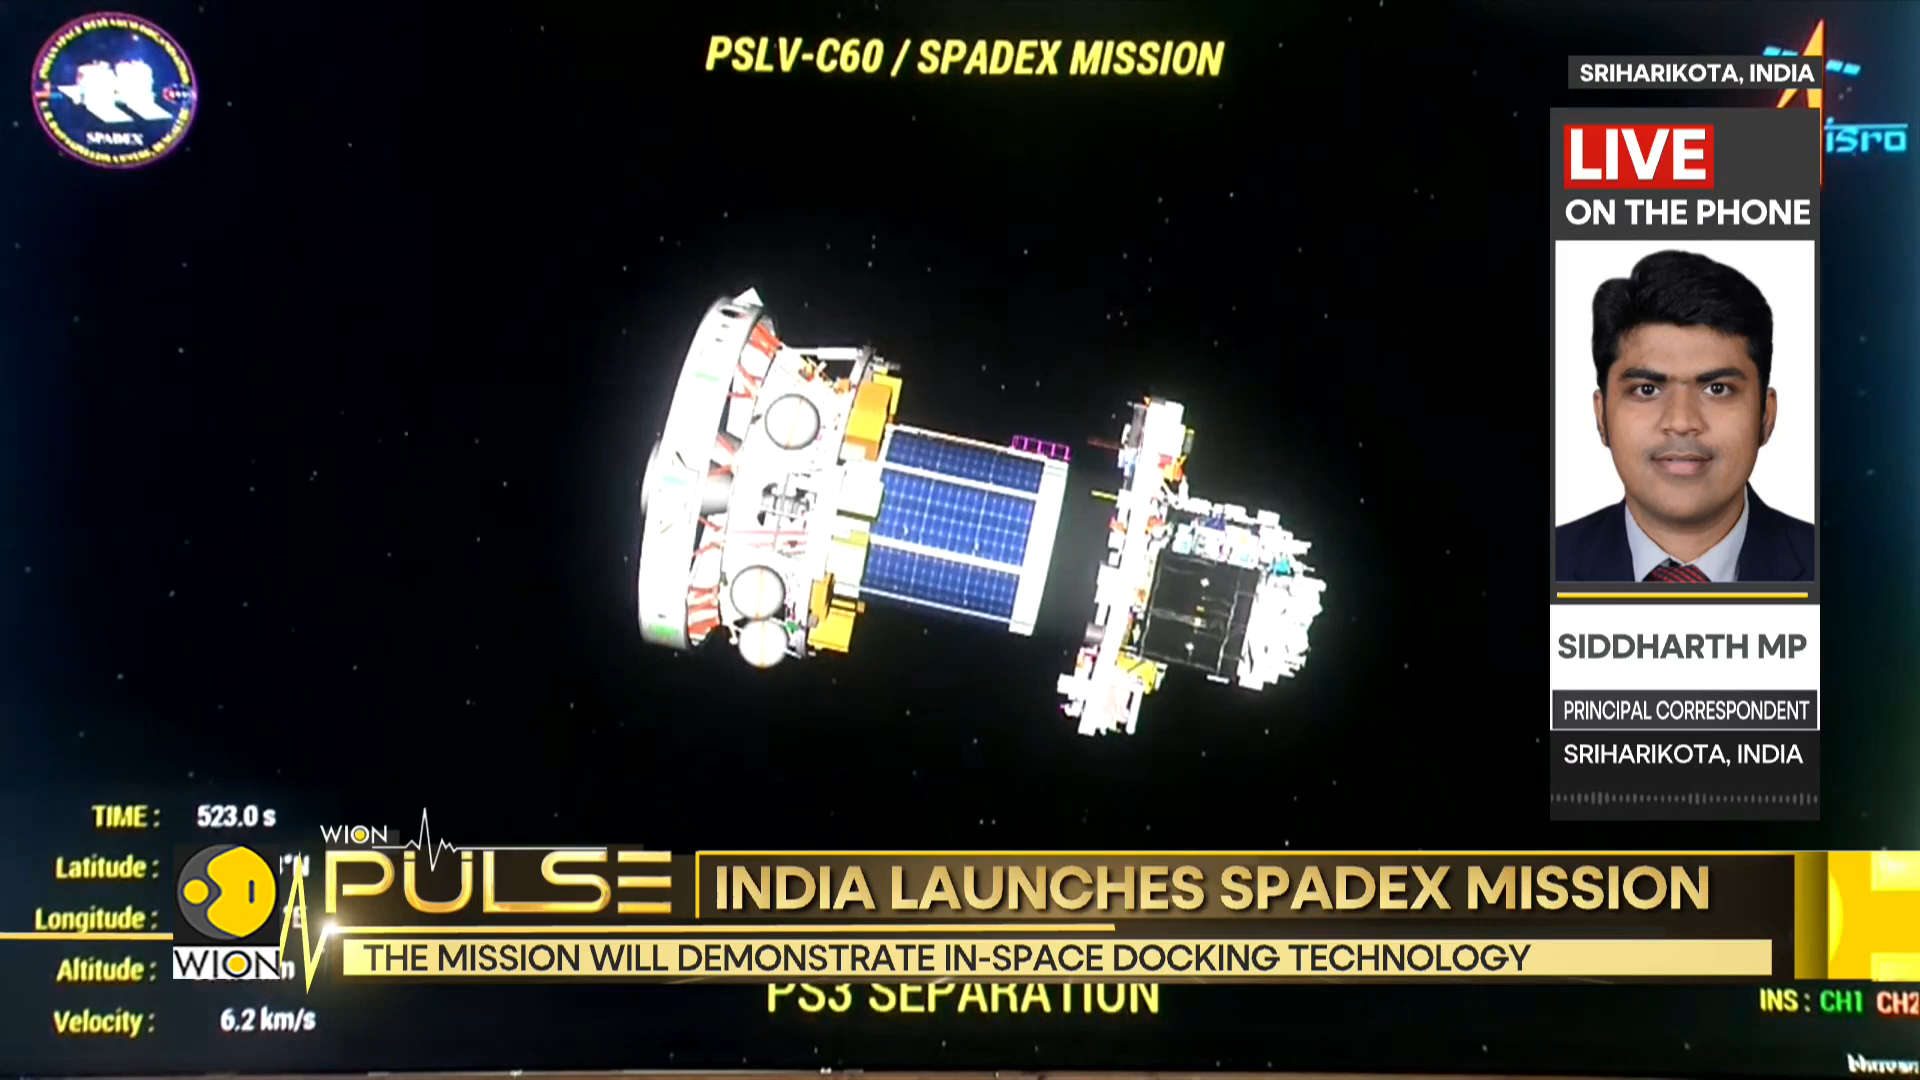 PSLV-C60 / SPADEX MISSION
SPADEX
SRIHARIKOTA, INDIA
isro
LIVE
ON THE PHONE
SIDDHARTH MP
PRINCIPAL CORRESPONDENT
SRIHARIKOTA, INDIA
TIME : 523.0 s
Latitude :
Longitude :
Altitude :
Velocity : 6.2 km/s
WION
PULSE
INDIA LAUNCHES SPADEX MISSION
WION
THE MISSION WILL DEMONSTRATE IN-SPACE DOCKING TECHNOLOGY
PS3 SEPARATION
INS : CH1 CH2